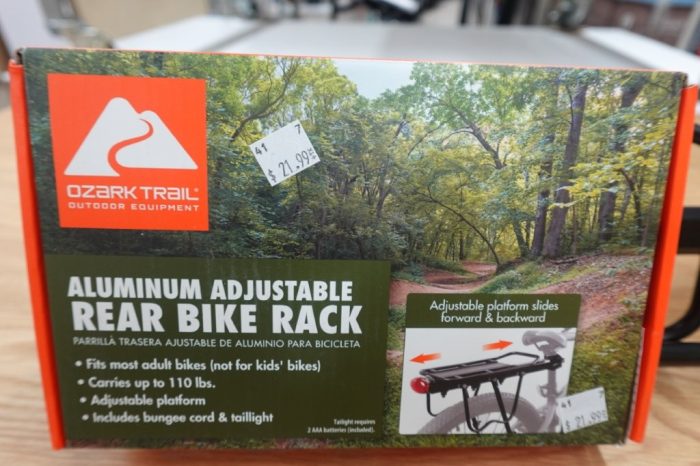 41 7
$ 21.99
OZARK TRAIL®
OUTDOOR EQUIPMENT
ALUMINUM ADJUSTABLE
REAR BIKE RACK
PARRILLA TRASERA AJUSTABLE DE ALUMINIO PARA BICICLETA
• Fits most adult bikes (not for kids' bikes)
• Carries up to 110 lbs.
• Adjustable platform
• Includes bungee cord & taillight
Taillight requires
2 AAA batteries (included).
Adjustable platform slides
forward & backward
41 7
$ 21.99